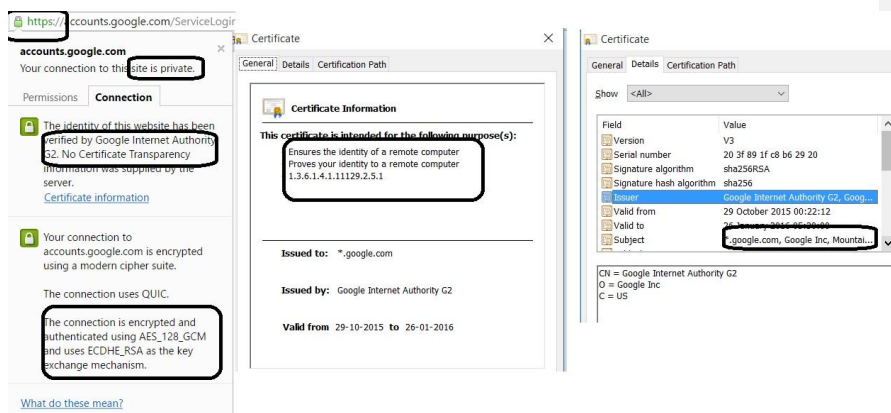 https://accounts.google.com/ServiceLogin
accounts.google.com
Your connection to this site is private.
Permissions Connection
The identity of this website has been
verified by Google Internet Authority
G2. No Certificate Transparency
information was supplied by the
server.
Certificate information
Your connection to
accounts.google.com is encrypted
using a modern cipher suite.
The connection uses QUIC.
The connection is encrypted and
authenticated using AES_128_GCM
and uses ECDHE_RSA as the key
exchange mechanism.
What do these mean?
Certificate
General Details Certification Path
Certificate Information
This certificate is intended for the following purpose(s):
Ensures the identity of a remote computer
Proves your identity to a remote computer
1.3.6.1.4.1.11129.2.5.1
Issued to: *.google.com
Issued by: Google Internet Authority G2
Valid from 29-10-2015 to 26-01-2016
Certificate
General Details Certification Path
Show <All>
Field Value
Version V3
Serial number 20 3f 89 1f c8 b6 29 20
Signature algorithm sha256RSA
Signature hash algorithm sha256
Issuer Google Internet Authority G2, Goog...
Valid from 29 October 2015 00:22:12
Valid to 26 January 2016 05:30:00
Subject *.google.com, Google Inc, Mountai...
CN = Google Internet Authority G2
O = Google Inc
C = US